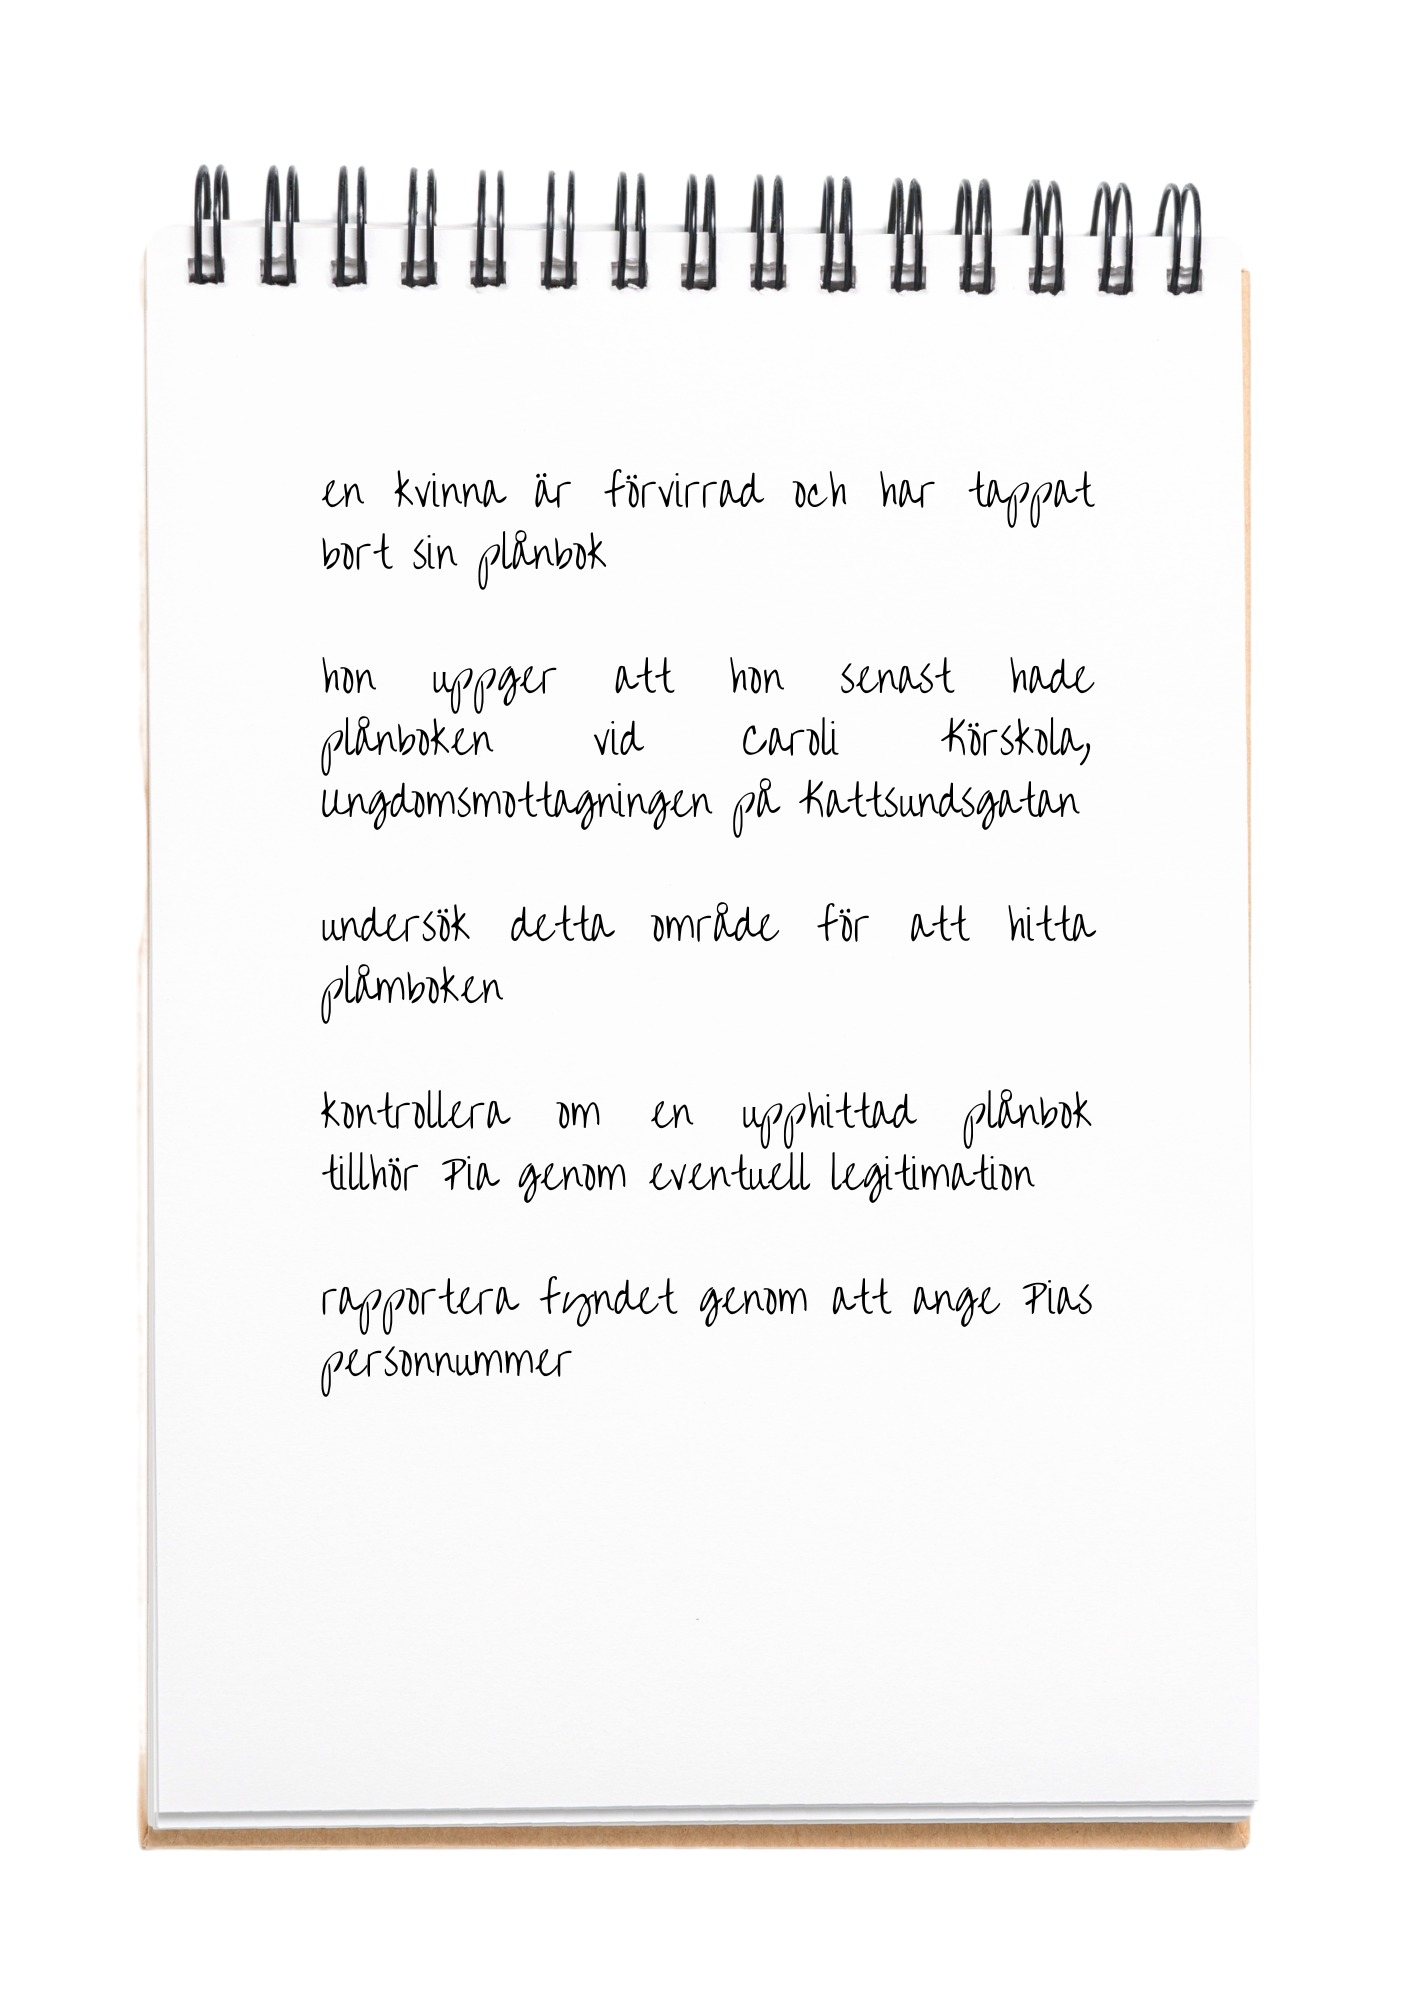 en kvinna är förvirrad och har tappat
bort sin plånbok
hon uppger att hon senast hade
plånboken vid Caroli Körskola,
Ungdomsmottagningen på Kattsundsgatan
undersök detta område för att hitta
plåmboken
kontrollera om en upphittad plånbok
tillhör Pia genom eventuell legitimation
rapportera fyndet genom att ange Pias
personnummer